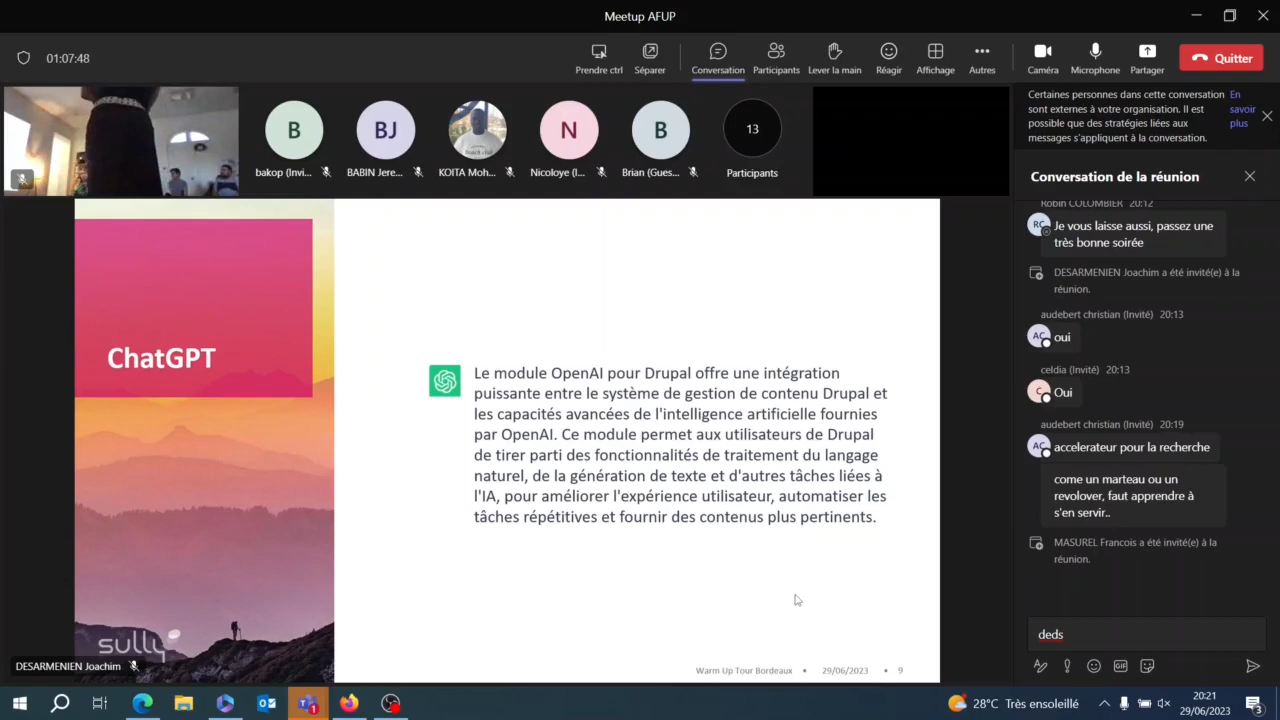 Meetup AFUP
01:07:48
Prendre ctrl
Séparer
Conversation
Participants
Lever la main
Réagir
Affichage
Autres
Caméra
Microphone
Partager
Quitter
B
bakop (Invi...
BJ
BABIN Jere...
KOITA Moh...
N
Nicoloye (I...
B
Brian (Gues...
13
Participants
Certaines personnes dans cette conversation
sont externes à votre organisation. Il est
possible que des stratégies liées aux
messages s'appliquent à la conversation.
En
savoir
plus
Conversation de la réunion
Robin COLOMBIER 20:12
RC
Je vous laisse aussi, passez une
très bonne soirée
DESARMENIEN Joachim a été invité(e) à la
réunion.
audebert christian (Invité) 20:13
AC
oui
celdia (Invité) 20:13
C
Oui
audebert christian (Invité) 20:19
AC
accelerateur pour la recherche
come un marteau ou un
revolover, faut apprendre à
s'en servir..
MASUREL Francois a été invité(e) à la
réunion.
deds
GIF
ChatGPT
Le module OpenAI pour Drupal offre une intégration
puissante entre le système de gestion de contenu Drupal et
les capacités avancées de l'intelligence artificielle fournies
par OpenAI. Ce module permet aux utilisateurs de Drupal
de tirer parti des fonctionnalités de traitement du langage
naturel, de la génération de texte et d'autres tâches liées à
l'IA, pour améliorer l'expérience utilisateur, automatiser les
tâches répétitives et fournir des contenus plus pertinents.
sully
DESARMENIEN Joachim
Warm Up Tour Bordeaux • 29/06/2023 • 9
28°C Très ensoleillé
20:21
29/06/2023
3
1